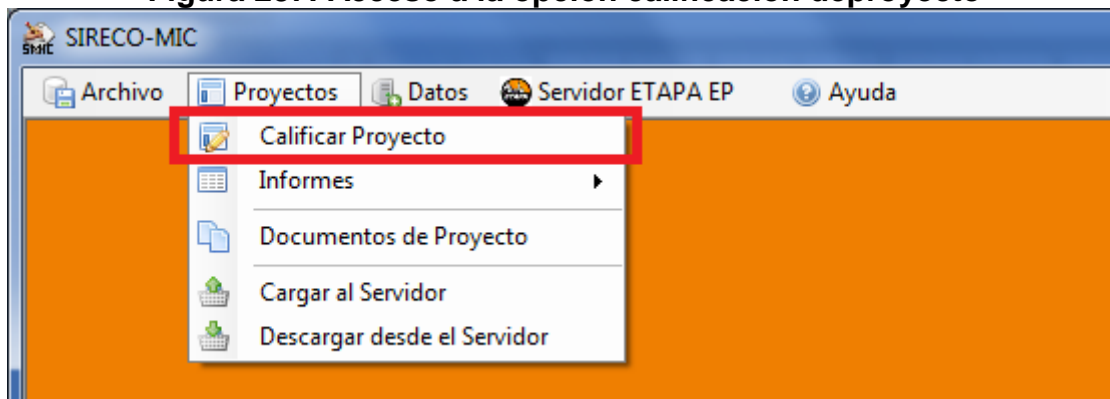 SMIC SIRECO-MIC
Archivo Proyectos Datos Servidor ETAPA EP Ayuda
Calificar Proyecto
Informes
Documentos de Proyecto
Cargar al Servidor
Descargar desde el Servidor